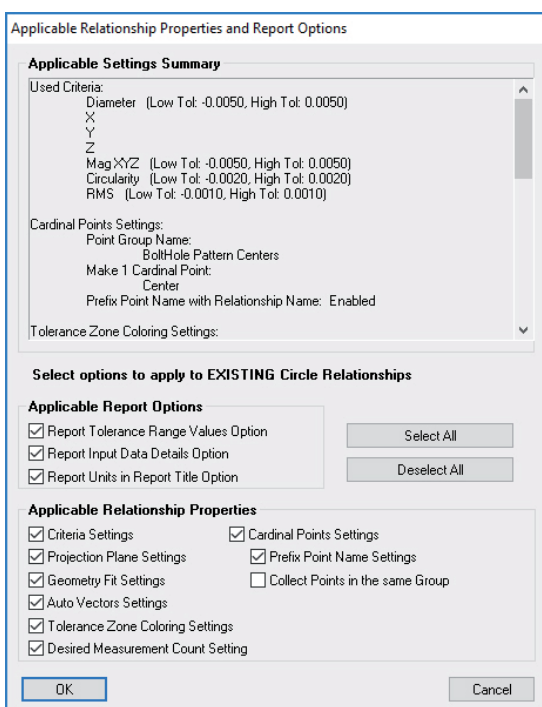 Applicable Relationship Properties and Report Options
Applicable Settings Summary
Used Criteria:
Diameter (Low Tol: -0.0050, High Tol: 0.0050)
X
Y
Z
Mag XYZ (Low Tol: -0.0050, High Tol: 0.0050)
Circularity (Low Tol: -0.0020, High Tol: 0.0020)
RMS (Low Tol: -0.0010, High Tol: 0.0010)
Cardinal Points Settings:
Point Group Name:
BoltHole Pattern Centers
Make 1 Cardinal Point:
Center
Prefix Point Name with Relationship Name: Enabled
Tolerance Zone Coloring Settings:
Select options to apply to EXISTING Circle Relationships
Applicable Report Options
Report Tolerance Range Values Option
Report Input Data Details Option
Report Units in Report Title Option
Select All
Deselect All
Applicable Relationship Properties
Criteria Settings
Projection Plane Settings
Geometry Fit Settings
Auto Vectors Settings
Tolerance Zone Coloring Settings
Desired Measurement Count Setting
Cardinal Points Settings
Prefix Point Name Settings
Collect Points in the same Group
OK
Cancel